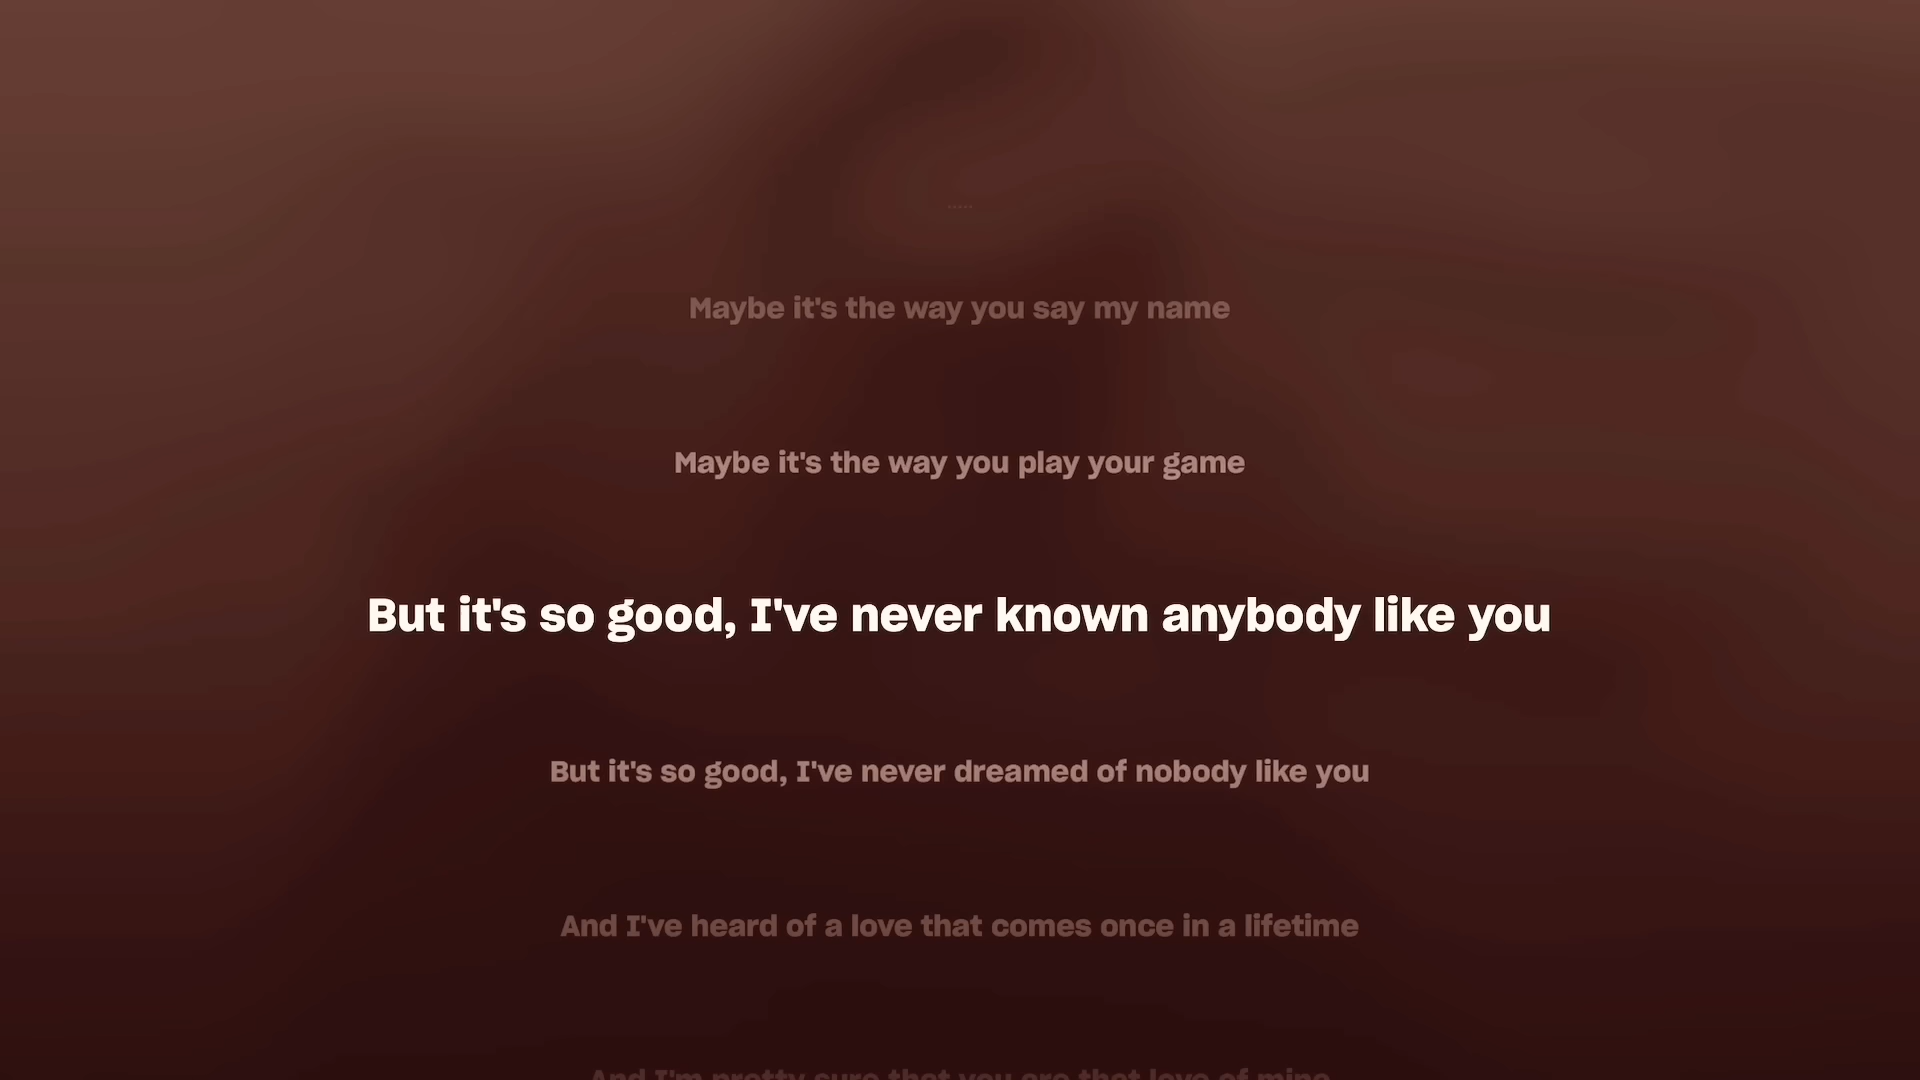 .....
Maybe it's the way you say my name
Maybe it's the way you play your game
But it's so good, I've never known anybody like you
But it's so good, I've never dreamed of nobody like you
And I've heard of a love that comes once in a lifetime
And I'm pretty sure that you are that love of mine